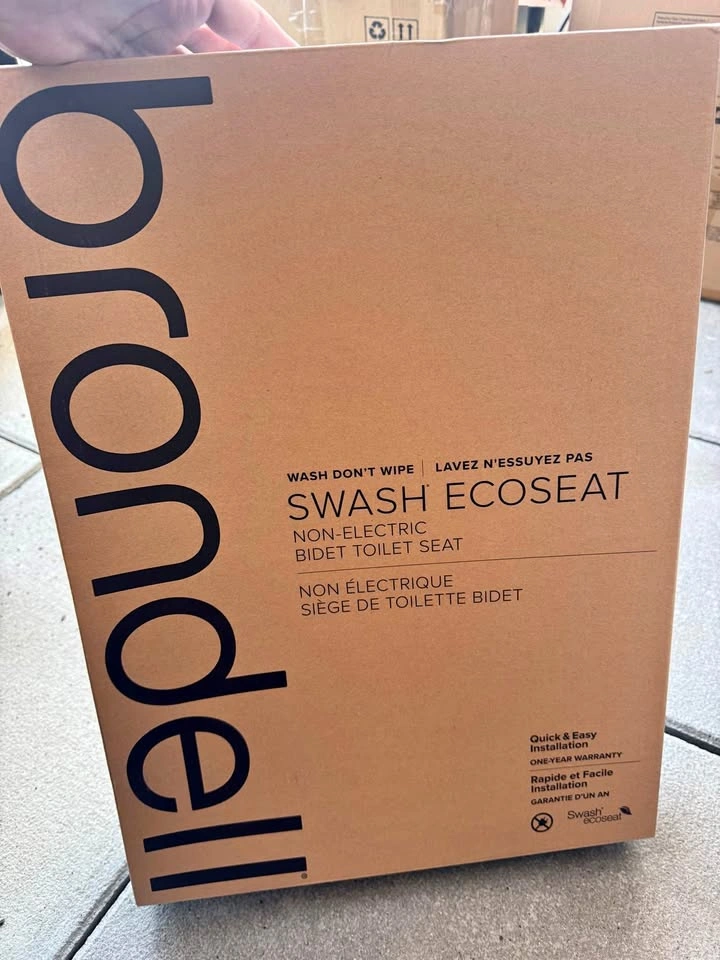 brondell
WASH DON'T WIPE | LAVEZ N'ESSUYEZ PAS
SWASH ECOSEAT
NON-ELECTRIC
BIDET TOILET SEAT
NON ÉLECTRIQUE
SIÈGE DE TOILETTE BIDET
Quick & Easy
Installation
ONE-YEAR WARRANTY
Rapide et Facile
Installation
GARANTIE D'UN AN
Swash
ecoseat